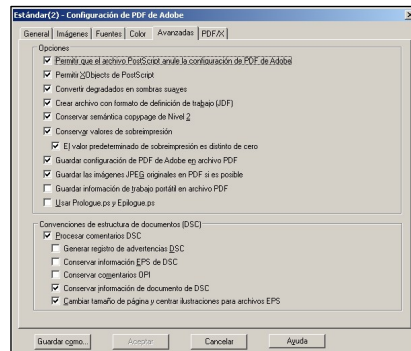 Estándar(2) - Configuración de PDF de Adobe
General Imágenes Fuentes Color Avanzadas PDF/X
Opciones
Permitir que el archivo PostScript anule la configuración de PDF de Adobe
Permitir XObjects de PostScript
Convertir degradados en sombras suaves
Crear archivo con formato de definición de trabajo (JDF)
Conservar semántica copypage de Nivel 2
Conservar valores de sobreimpresión
El valor predeterminado de sobreimpresión es distinto de cero
Guardar configuración de PDF de Adobe en archivo PDF
Guardar las imágenes JPEG originales en PDF si es posible
Guardar información de trabajo portátil en archivo PDF
Usar Prologue.ps y Epilogue.ps
Convenciones de estructura de documentos (DSC)
Procesar comentarios DSC
Generar registro de advertencias DSC
Conservar información EPS de DSC
Conservar comentarios OPI
Conservar información de documento de DSC
Cambiar tamaño de página y centrar ilustraciones para archivos EPS
Guardar como... Aceptar Cancelar Ayuda